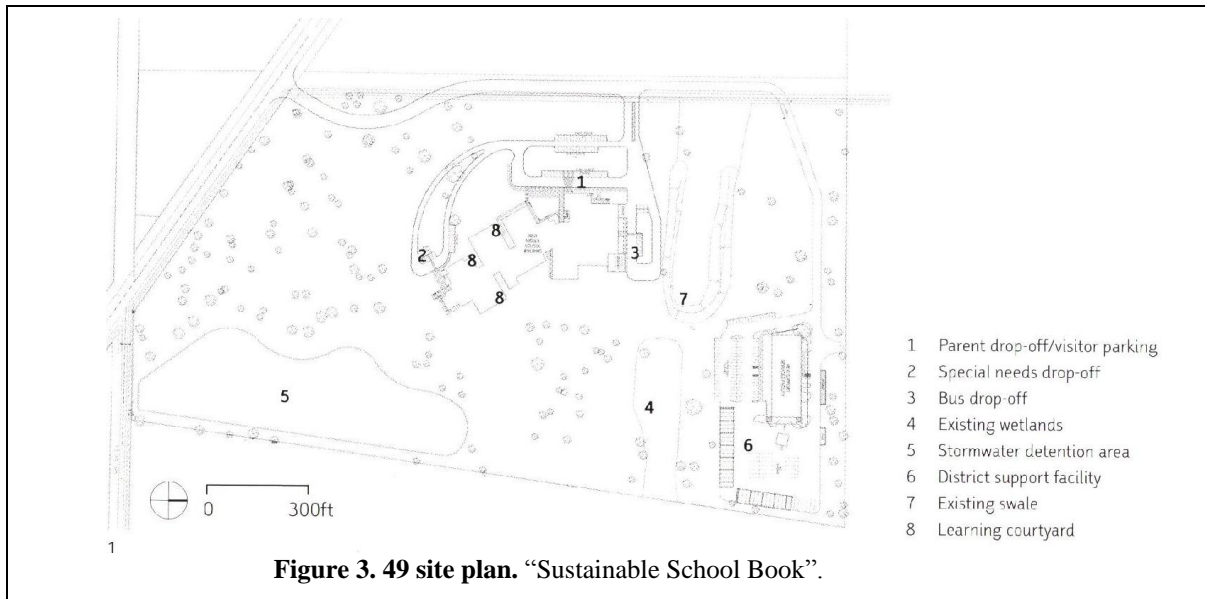 1
2
3
4
5
6
7
8
8
8
0 300ft
1
1 Parent drop-off/visitor parking
2 Special needs drop-off
3 Bus drop-off
4 Existing wetlands
5 Stormwater detention area
6 District support facility
7 Existing swale
8 Learning courtyard
Figure 3. 49 site plan. “Sustainable School Book”.